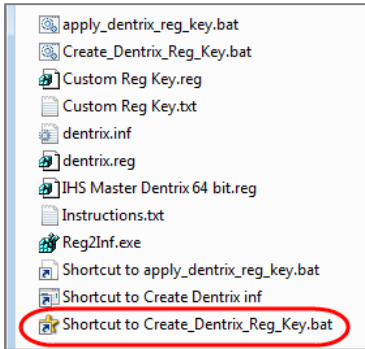 apply_dentrix_reg_key.bat
Create_Dentrix_Reg_Key.bat
Custom Reg Key.reg
Custom Reg Key.txt
dentrix.inf
dentrix.reg
IHS Master Dentrix 64 bit.reg
Instructions.txt
Reg2Inf.exe
Shortcut to apply_dentrix_reg_key.bat
Shortcut to Create Dentrix inf
Shortcut to Create_Dentrix_Reg_Key.bat